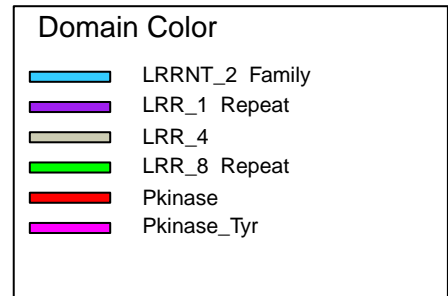 Domain Color
LRRNT_2 Family
LRR_1 Repeat
LRR_4
LRR_8 Repeat
Pkinase
Pkinase_Tyr